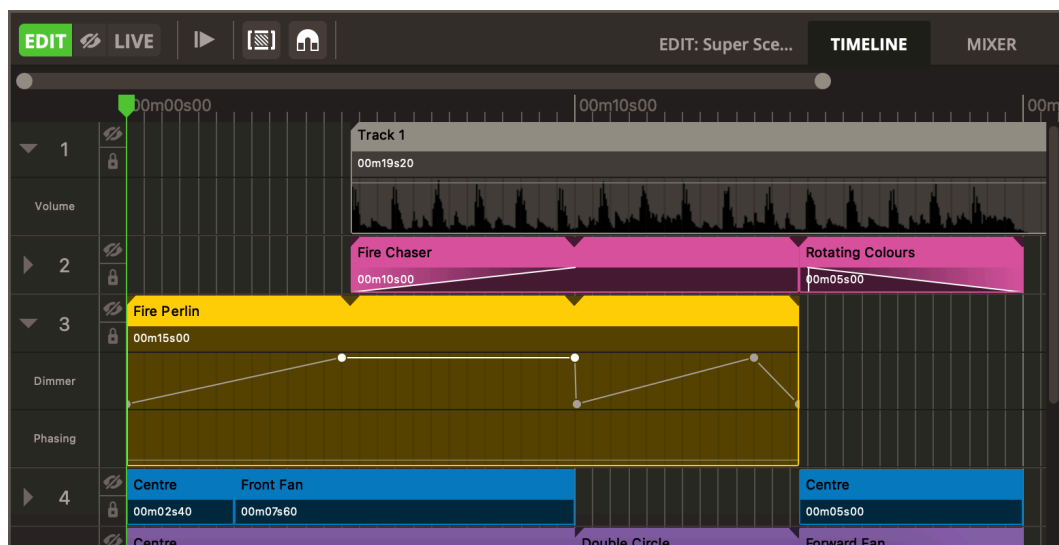 EDIT LIVE EDIT: Super Sce... TIMELINE MIXER
00m00s00 00m10s00 00m
1 Track 1
00m19s20
Volume
2 Fire Chaser Rotating Colours
00m10s00 00m05s00
3 Fire Perlin
00m15s00
Dimmer
Phasing
4 Centre Front Fan Centre
00m02s40 00m07s60 00m05s00
Centre Double Circle Forward Fan